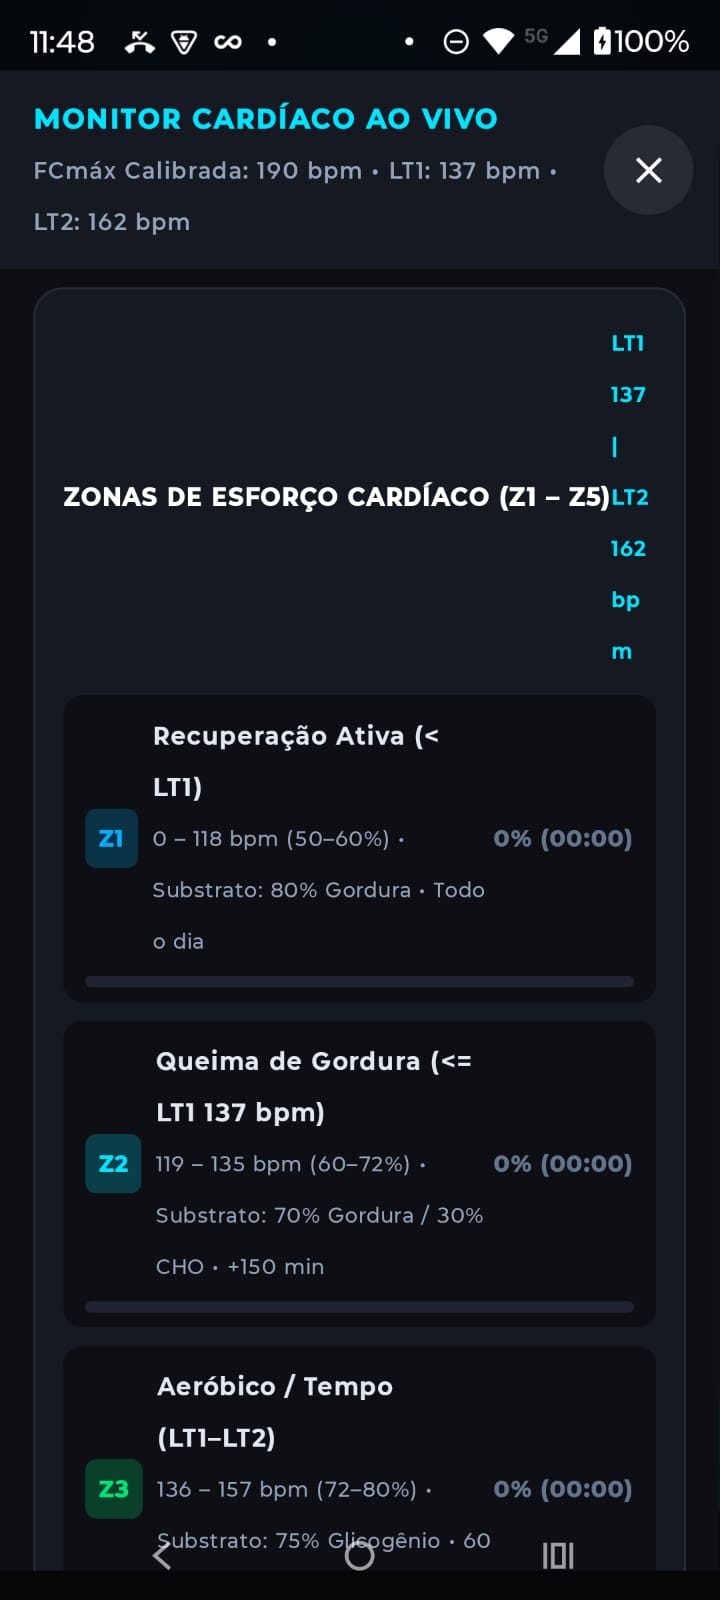 11:48
5G
100%
MONITOR CARDÍACO AO VIVO
FCmáx Calibrada: 190 bpm • LT1: 137 bpm •
LT2: 162 bpm
ZONAS DE ESFORÇO CARDÍACO (Z1 – Z5)
LT1
137
|
LT2
162
bp
m
Z1
Recuperação Ativa (<
LT1)
0 – 118 bpm (50–60%) •
Substrato: 80% Gordura • Todo
o dia
0% (00:00)
Z2
Queima de Gordura (<=
LT1 137 bpm)
119 – 135 bpm (60–72%) •
Substrato: 70% Gordura / 30%
CHO • +150 min
0% (00:00)
Z3
Aeróbico / Tempo
(LT1–LT2)
136 – 157 bpm (72–80%) •
Substrato: 75% Glicogênio • 60
0% (00:00)